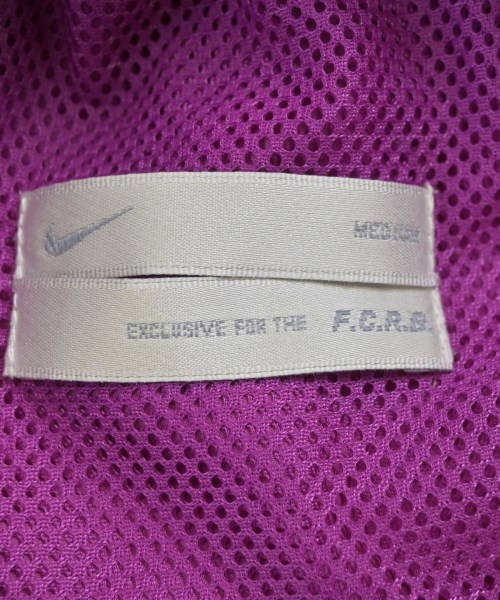 MEDIUM
EXCLUSIVE FOR THE F.C.R.B.